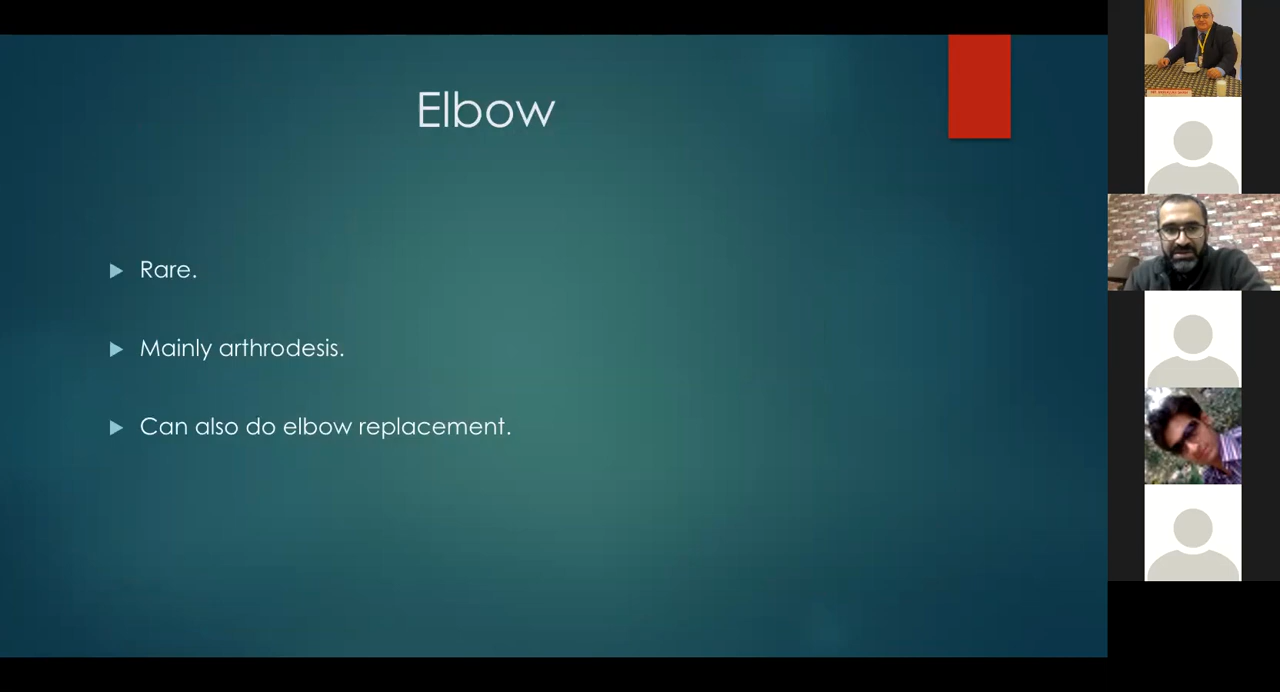 Elbow
Rare.
Mainly arthrodesis.
Can also do elbow replacement.